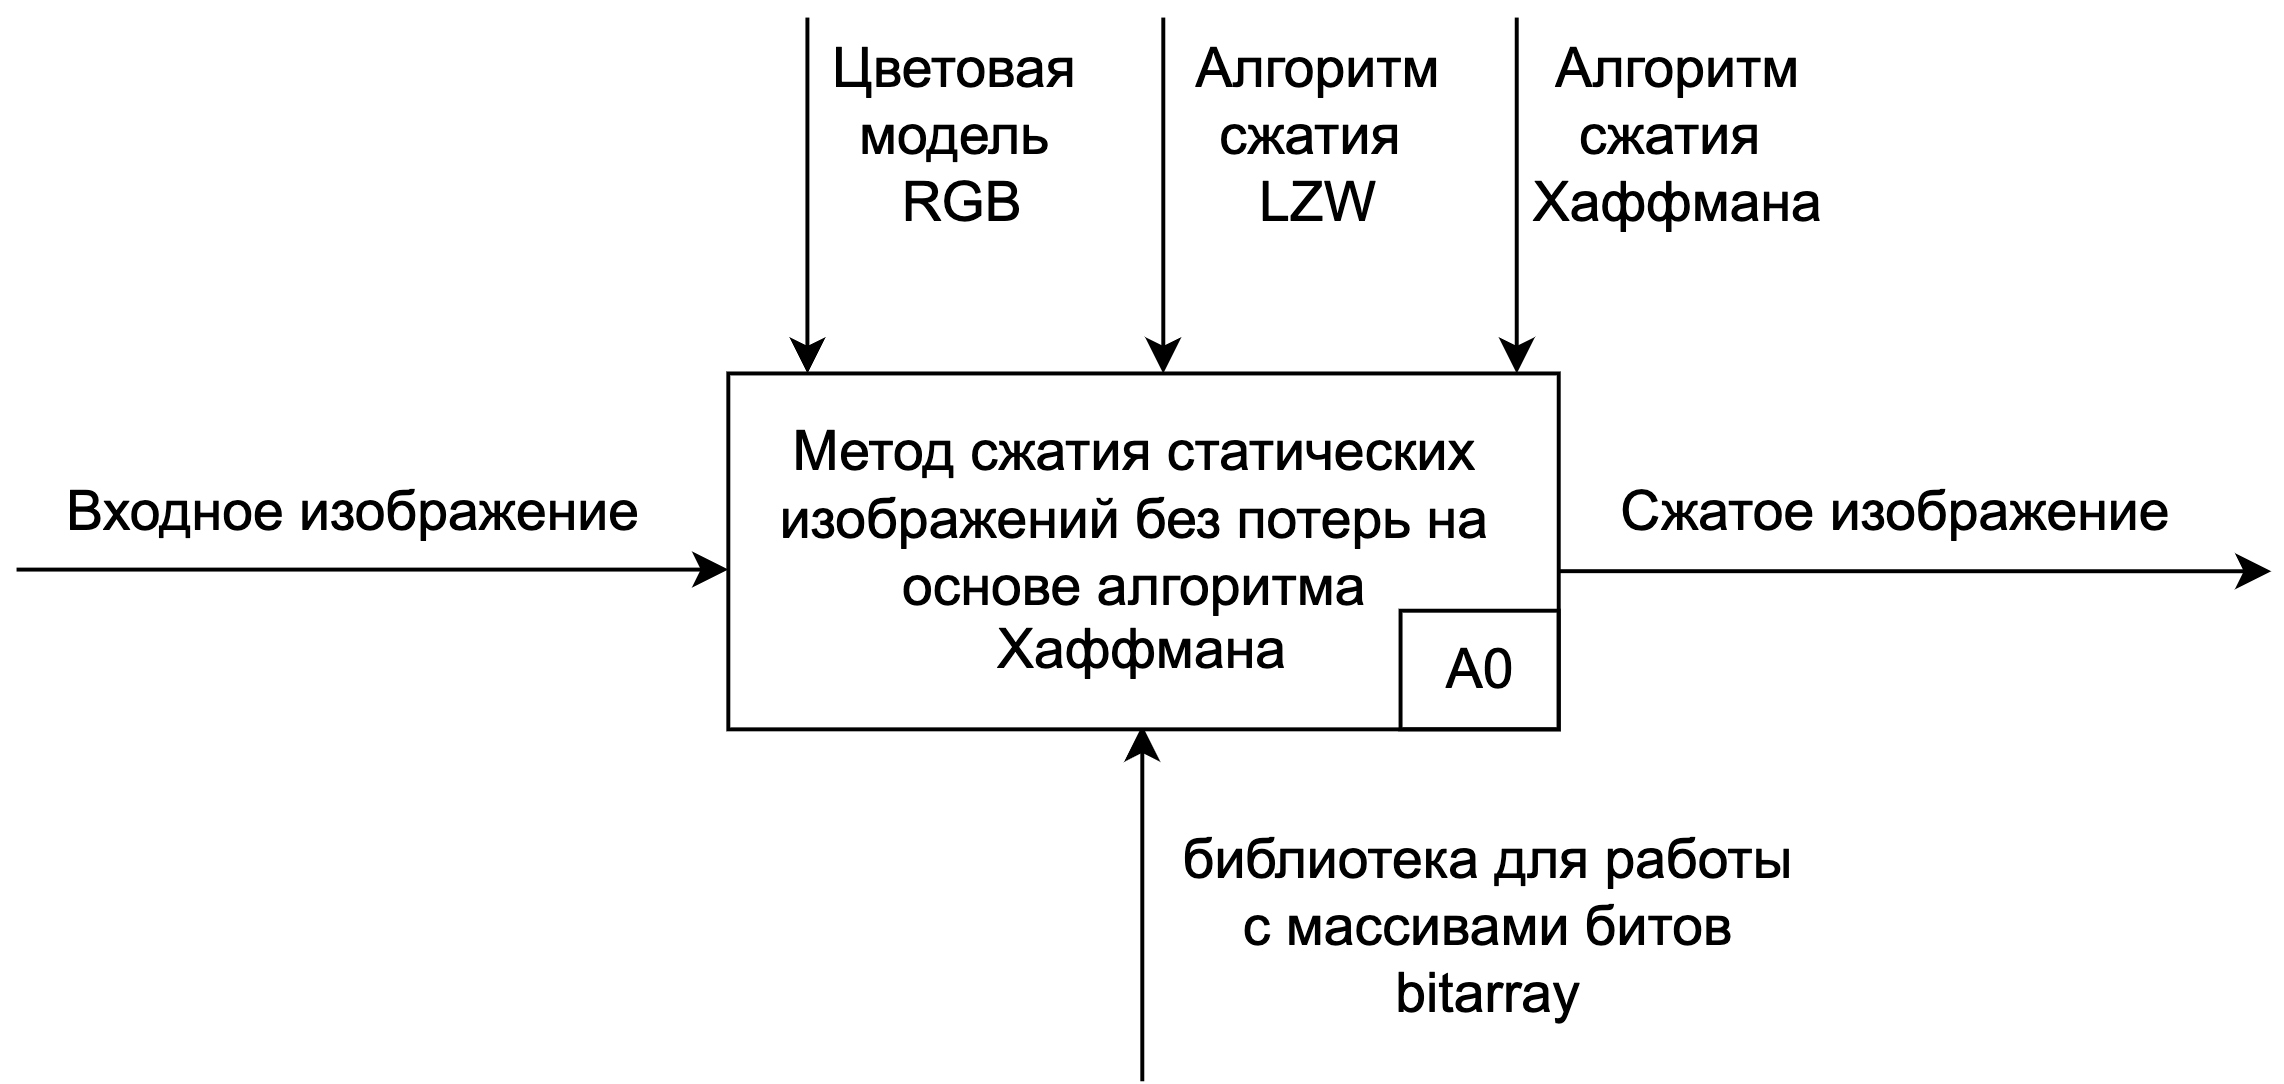 Цветовая
модель
RGB
Алгоритм
сжатия
LZW
Алгоритм
сжатия
Хаффмана
Входное изображение
Метод сжатия статических
изображений без потерь на
основе алгоритма
Хаффмана
A0
Сжатое изображение
библиотека для работы
с массивами битов
bitarray